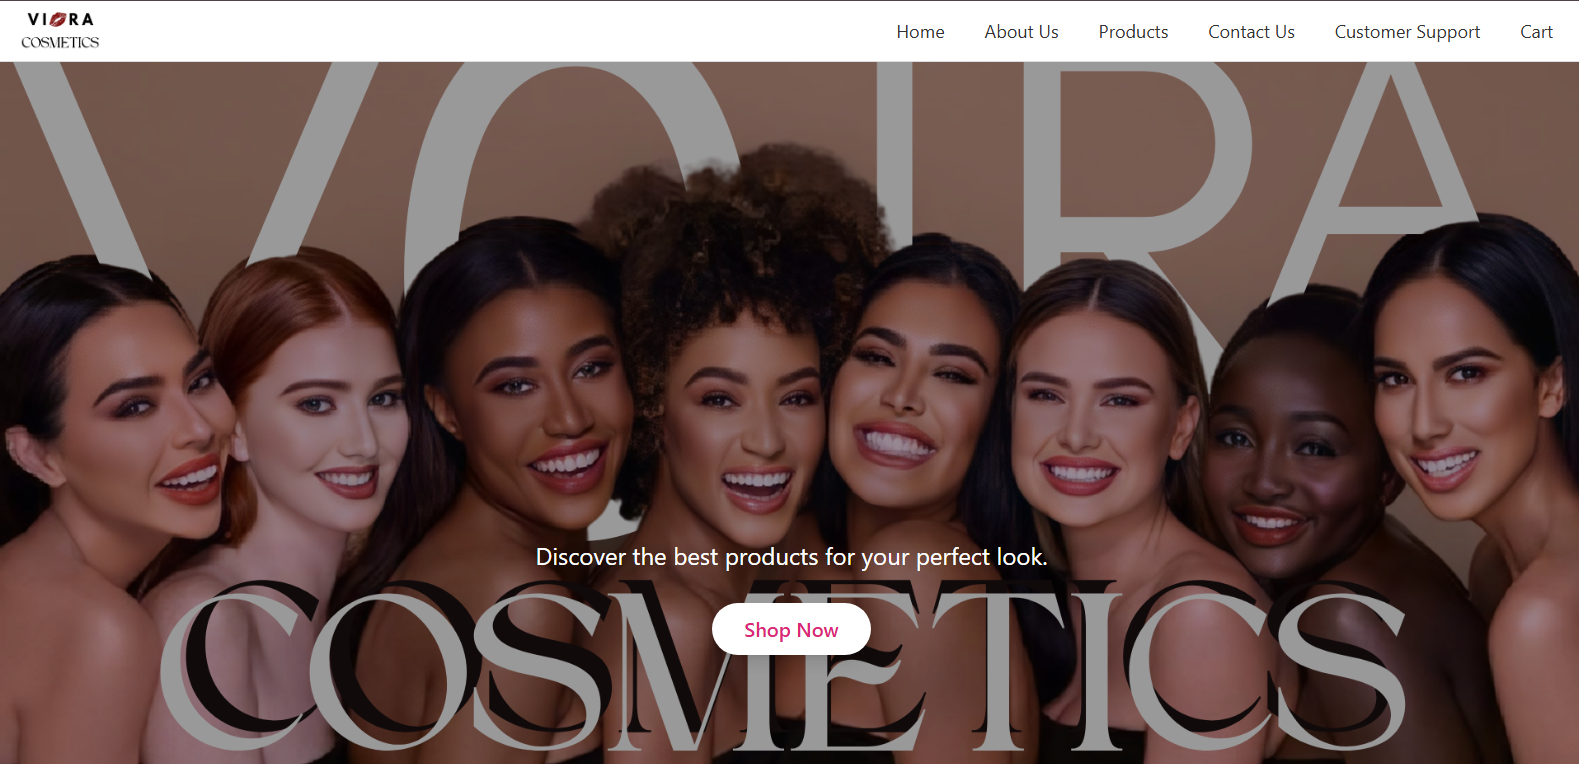 VIORA
COSMETICS
Home About Us Products Contact Us Customer Support Cart
VOIRA
Discover the best products for your perfect look.
COSMETICS
Shop Now